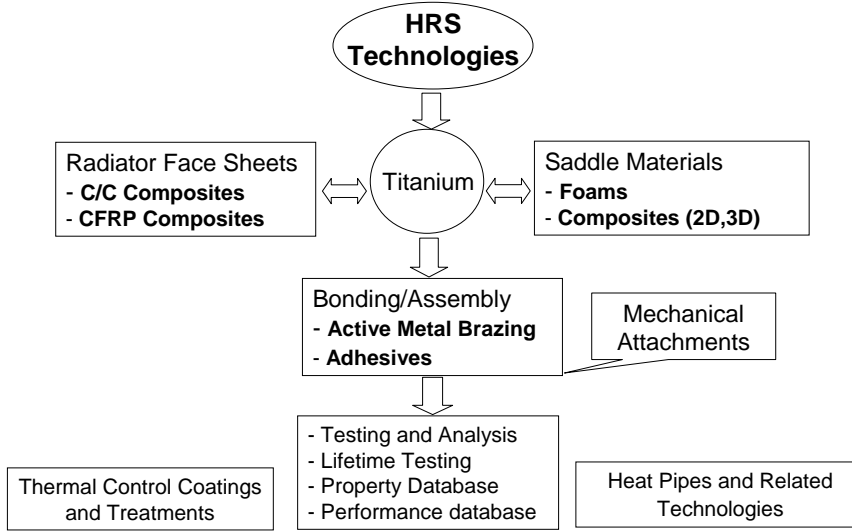 HRS
Technologies
Radiator Face Sheets
- C/C Composites
- CFRP Composites
Titanium
Saddle Materials
- Foams
- Composites (2D,3D)
Bonding/Assembly
- Active Metal Brazing
- Adhesives
Mechanical
Attachments
- Testing and Analysis
- Lifetime Testing
- Property Database
- Performance database
Thermal Control Coatings
and Treatments
Heat Pipes and Related
Technologies